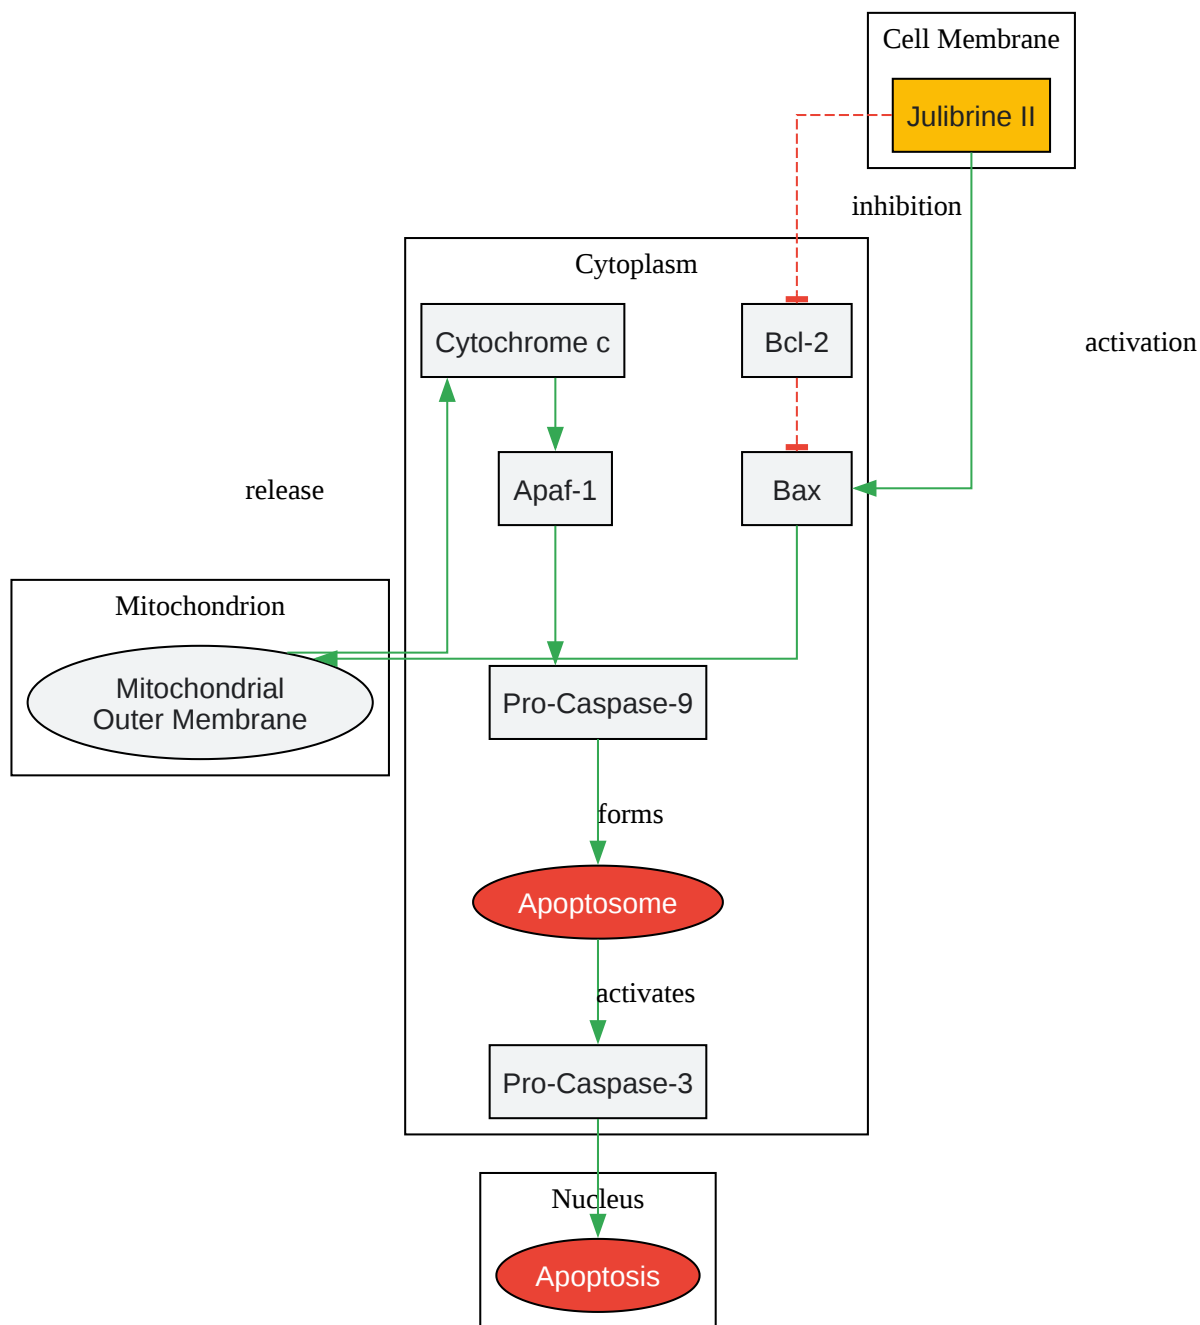 Cell Membrane
Julibrine II
inhibition
Cytoplasm
Cytochrome c
Bcl-2
activation
release
Apaf-1
Bax
Mitochondrion
Mitochondrial
Outer Membrane
Pro-Caspase-9
forms
Apoptosome
activates
Pro-Caspase-3
Nucleus
Apoptosis